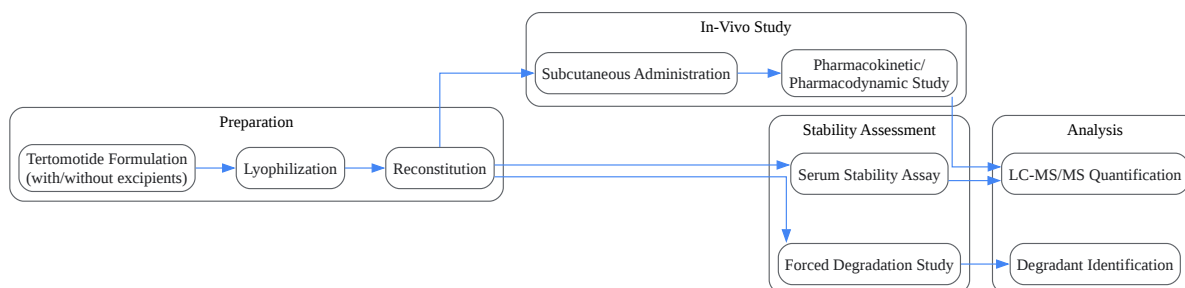 In-Vivo Study
Subcutaneous Administration
Pharmacokinetic/
Pharmacodynamic Study
Preparation
Tertomotide Formulation
(with/without excipients)
Lyophilization
Reconstitution
Stability Assessment
Serum Stability Assay
Forced Degradation Study
Analysis
LC-MS/MS Quantification
Degradant Identification